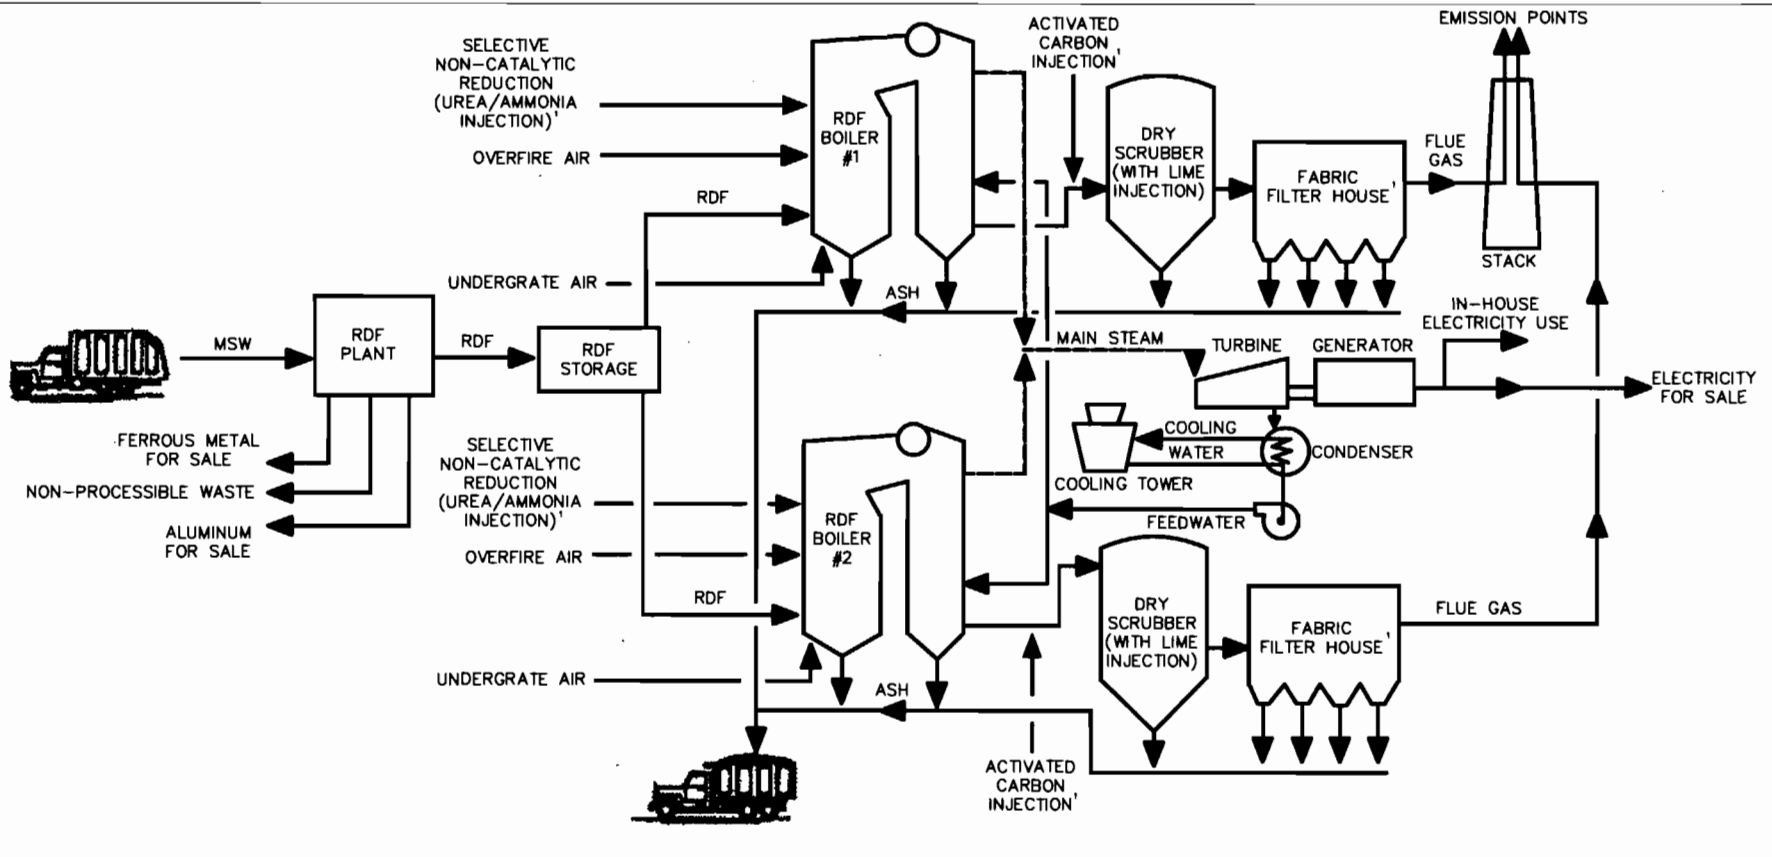 EMISSION POINTS
ACTIVATED
CARBON
INJECTION'
SELECTIVE
NON-CATALYTIC
REDUCTION
(UREA/AMMONIA
INJECTION)'
OVERFIRE AIR
RDF
UNDERGRATE AIR
RDF
BOILER
#1
DRY
SCRUBBER
(WITH LIME
INJECTION)
FABRIC
FILTER HOUSE'
FLUE
GAS
STACK
ASH
MSW
RDF
PLANT
RDF
RDF
STORAGE
MAIN STEAM
TURBINE
GENERATOR
IN-HOUSE
ELECTRICITY USE
ELECTRICITY
FOR SALE
COOLING
WATER
CONDENSER
COOLING TOWER
FEEDWATER
FERROUS METAL
FOR SALE
NON-PROCESSIBLE WASTE
ALUMINUM
FOR SALE
SELECTIVE
NON-CATALYTIC
REDUCTION
(UREA/AMMONIA
INJECTION)'
OVERFIRE AIR
RDF
UNDERGRATE AIR
RDF
BOILER
#2
DRY
SCRUBBER
(WITH LIME
INJECTION)
FABRIC
FILTER HOUSE'
FLUE GAS
ASH
ACTIVATED
CARBON
INJECTION'